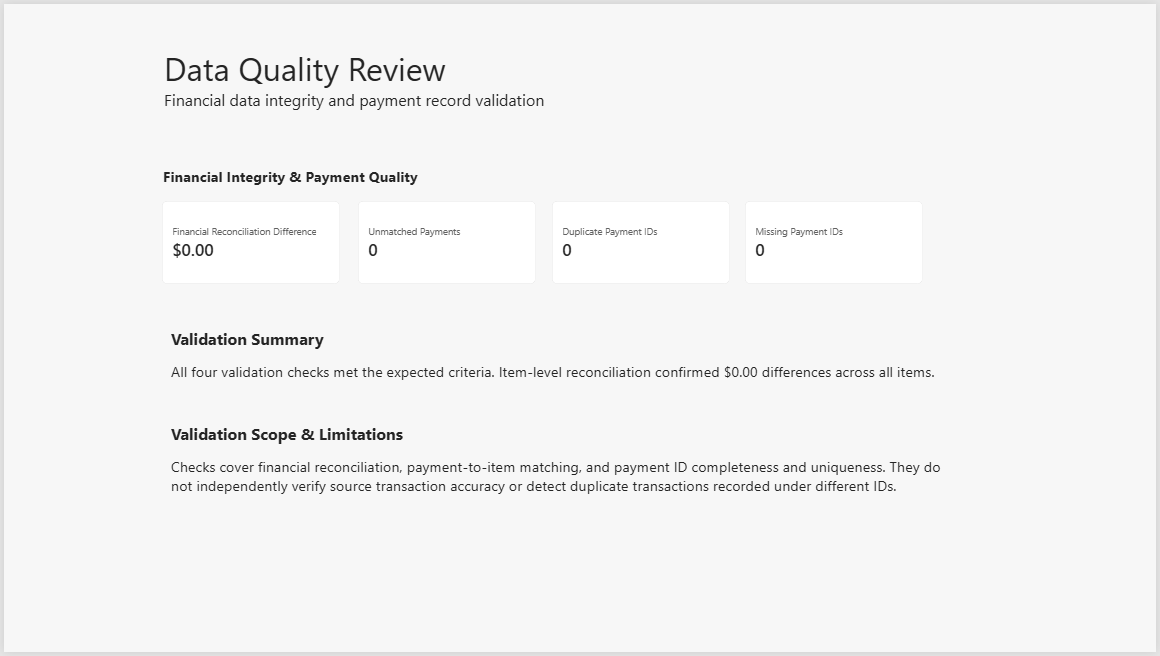 Data Quality Review
Financial data integrity and payment record validation
Financial Integrity & Payment Quality
Financial Reconciliation Difference
$0.00
Unmatched Payments
0
Duplicate Payment IDs
0
Missing Payment IDs
0
Validation Summary
All four validation checks met the expected criteria. Item-level reconciliation confirmed $0.00 differences across all items.
Validation Scope & Limitations
Checks cover financial reconciliation, payment-to-item matching, and payment ID completeness and uniqueness. They do
not independently verify source transaction accuracy or detect duplicate transactions recorded under different IDs.